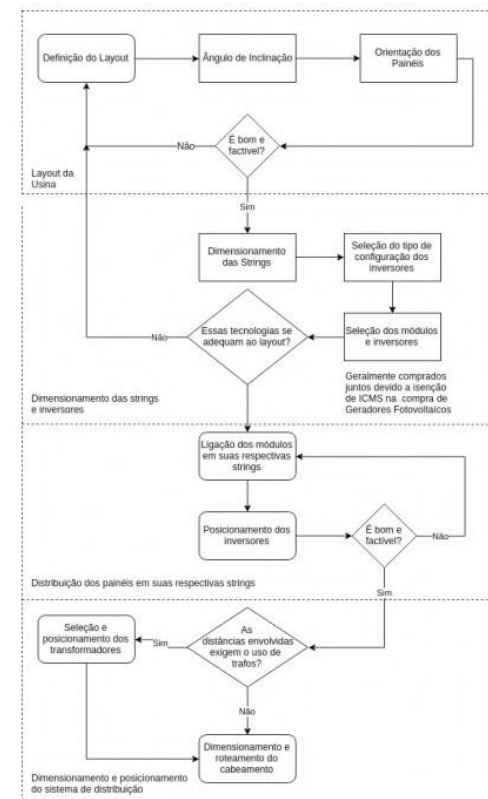 Definição do Layout
Ângulo de Inclinação
Orientação dos
Painéis
É bom e
factível?
Não
Layout da
Usina
Sim
Dimensionamento
das Strings
Seleção do tipo de
configuração dos
inversores
Essas tecnologias se
adequam ao layout?
Seleção dos módulos
e inversores
Não
Geralmente comprados
juntos devido a isenção
de ICMS na compra de
Geradores Fotovoltaicos
Dimensionamento das strings
e inversores
Ligação dos módulos
em suas respectivas
strings
Posicionamento dos
inversores
É bom e
factível?
Não
Distribuição dos painéis em suas respectivas strings
Sim
Seleção e
posicionamento dos
transformadores
Sim
As
distâncias envolvidas
exigem o uso de
trafos?
Não
Dimensionamento e
roteamento do
cabeamento
Dimensionamento e posicionamento
do sistema de distribuição